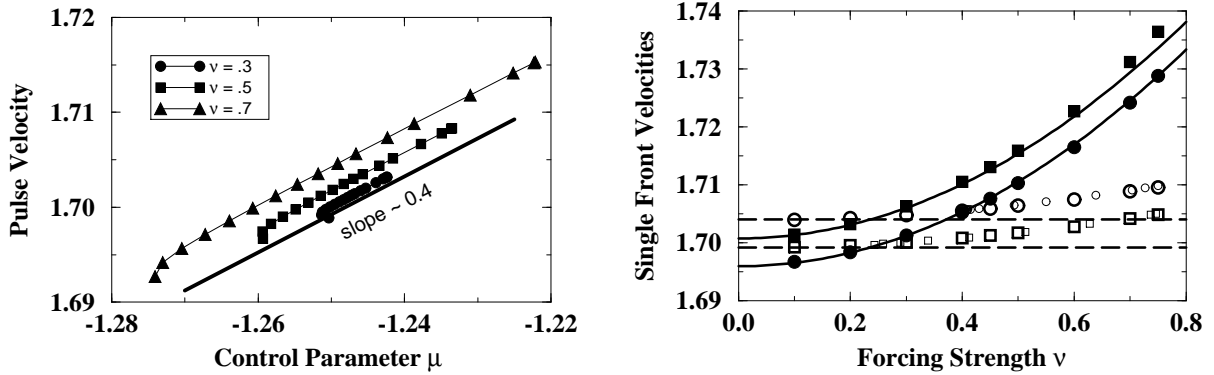 1.72
1.71
1.70
1.69
Pulse Velocity
ν = .3
ν = .5
ν = .7
slope ~ 0.4
-1.28
-1.26
-1.24
-1.22
Control Parameter μ
1.74
1.73
1.72
1.71
1.70
1.69
Single Front Velocities
0.0
0.2
0.4
0.6
0.8
Forcing Strength ν